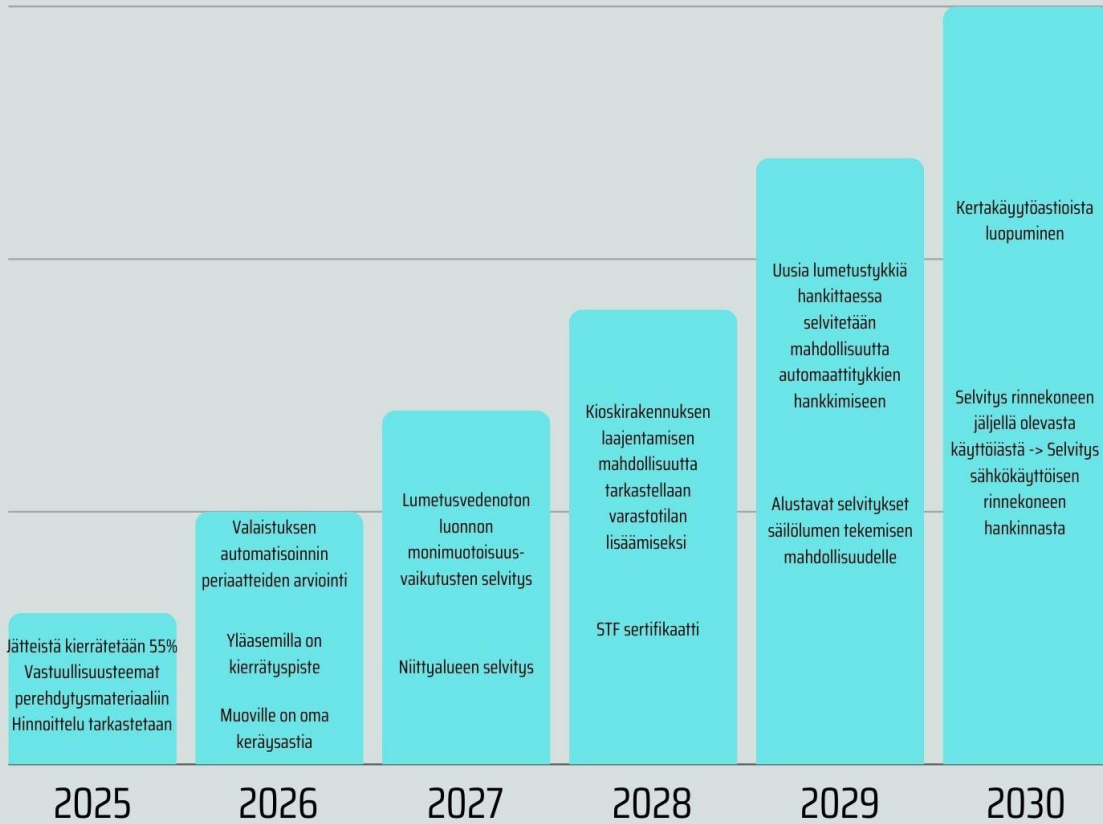 Jätteistä kierrätetään 55%
Vastuullisuusteemat
perehdytysmateriaaliin
Hinnoittelu tarkastetaan
Valaistuksen
automatisoinnin
periaatteiden arviointi
Yläasemilla on
kierrätyspiste
Muoville on oma
keräysastia
Lumetusvedenoton
luonnon
monimuotoisuus-
vaikutusten selvitys
Niittyalueen selvitys
Kioskirakennuksen
laajentamisen
mahdollisuutta
tarkastellaan
varastotilan
lisäämiseksi
STF sertifikaatti
Uusia lumetustykkiä
hankittaessa
selvitetään
mahdollisuutta
automaattitykkien
hankkimiseen
Alustavat selvitykset
säilölumen tekemisen
mahdollisuudelle
Kertakäyytöastioista
luopuminen
Selvitys rinnekoneen
jäljellä olevasta
käyttöiästä -> Selvitys
sähkökäyttöisen
rinnekoneen
hankinnasta
2025
2026
2027
2028
2029
2030